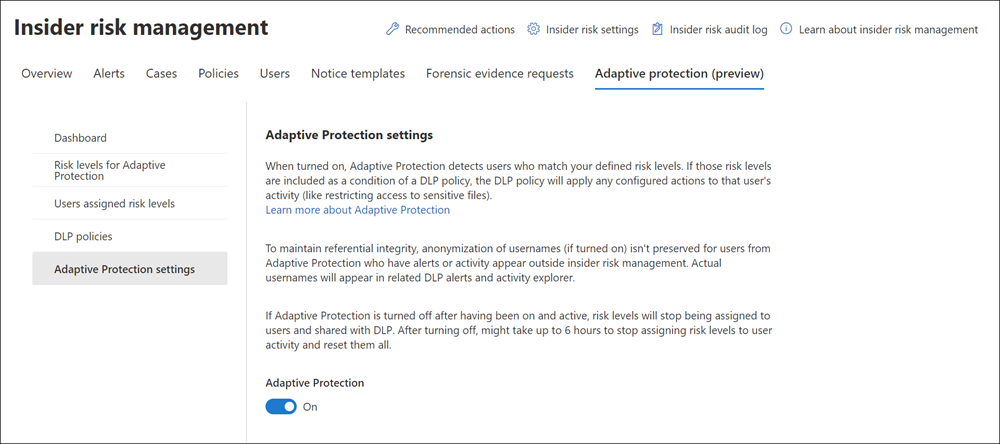 Insider risk management
Recommended actions
Insider risk settings
Insider risk audit log
Learn about insider risk management
Overview
Alerts
Cases
Policies
Users
Notice templates
Forensic evidence requests
Adaptive protection (preview)
Dashboard
Risk levels for Adaptive
Protection
Users assigned risk levels
DLP policies
Adaptive Protection settings
Adaptive Protection settings
When turned on, Adaptive Protection detects users who match your defined risk levels. If those risk levels
are included as a condition of a DLP policy, the DLP policy will apply any configured actions to that user's
activity (like restricting access to sensitive files).
Learn more about Adaptive Protection
To maintain referential integrity, anonymization of usernames (if turned on) isn't preserved for users from
Adaptive Protection who have alerts or activity appear outside insider risk management. Actual
usernames will appear in related DLP alerts and activity explorer.
If Adaptive Protection is turned off after having been on and active, risk levels will stop being assigned to
users and shared with DLP. After turning off, might take up to 6 hours to stop assigning risk levels to user
activity and reset them all.
Adaptive Protection
On